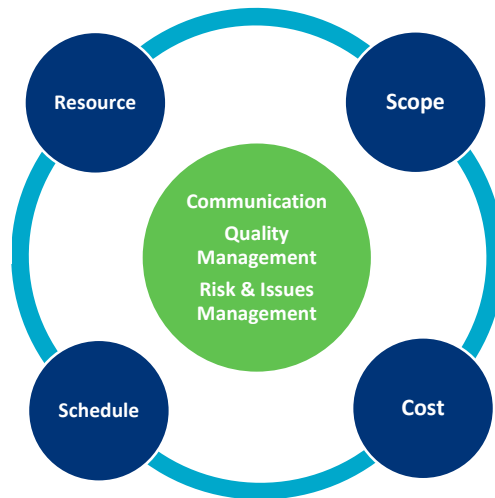 Resource
Scope
Communication
Quality
Management
Risk & Issues
Management
Schedule
Cost